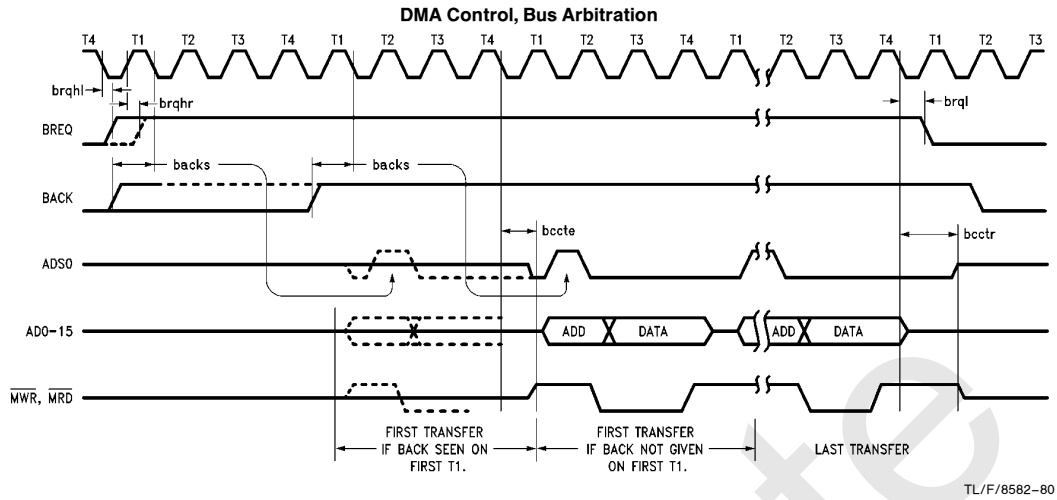 DMA Control, Bus Arbitration
T4 T1 T2 T3 T4 T1 T2 T3 T4 T1 T2 T3 T4 T1 T2 T3 T4 T1 T2 T3
brqhl
brqhr
brql
BREQ
backs
backs
BACK
bccte
bcctr
ADS0
AD0-15
ADD
DATA
ADD
DATA
MWR, MRD
FIRST TRANSFER
IF BACK SEEN ON
FIRST T1.
FIRST TRANSFER
IF BACK NOT GIVEN
ON FIRST T1.
LAST TRANSFER
TL/F/8582-80